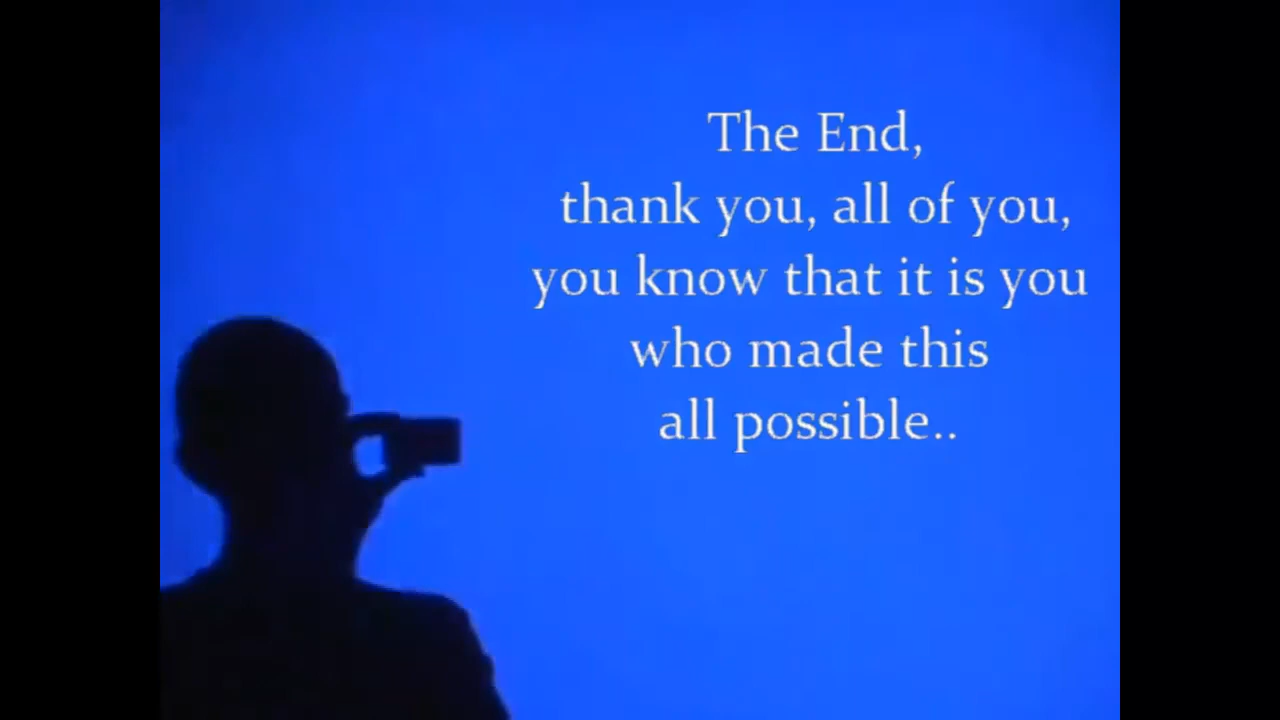 The End,
thank you, all of you,
you know that it is you
who made this
all possible..